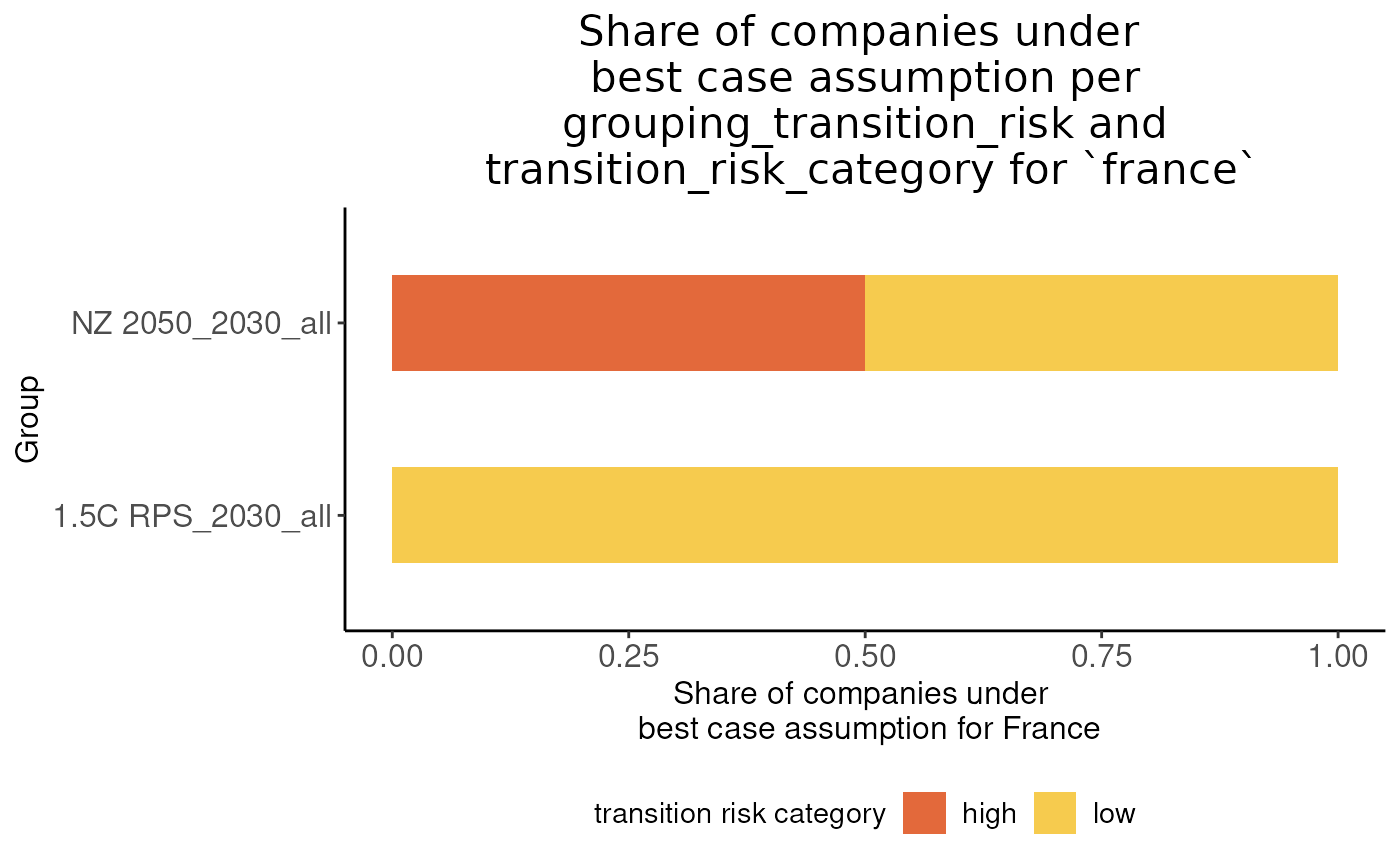 Share of companies under
best case assumption per
grouping_transition_risk and
transition_risk_category for `france`
Group
NZ 2050_2030_all
1.5C RPS_2030_all
0.00 0.25 0.50 0.75 1.00
Share of companies under
best case assumption for France
transition risk category high low